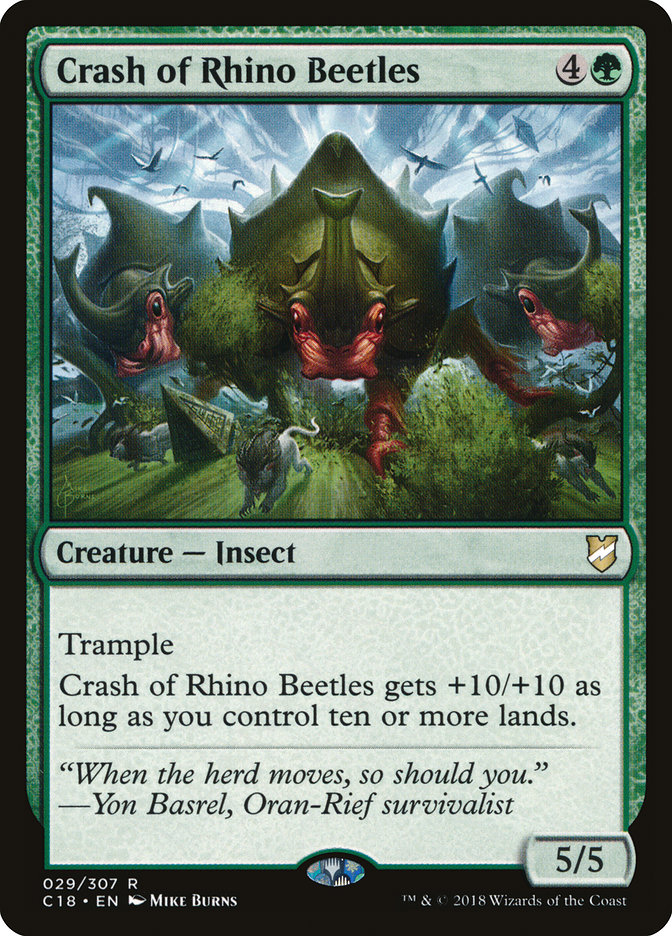 Crash of Rhino Beetles 4
Creature — Insect
Trample
Crash of Rhino Beetles gets +10/+10 as
long as you control ten or more lands.
“When the herd moves, so should you.”
—Yon Basrel, Oran-Rief survivalist
5/5
029/307 R
C18 • EN Mike Burns
™ & © 2018 Wizards of the Coast